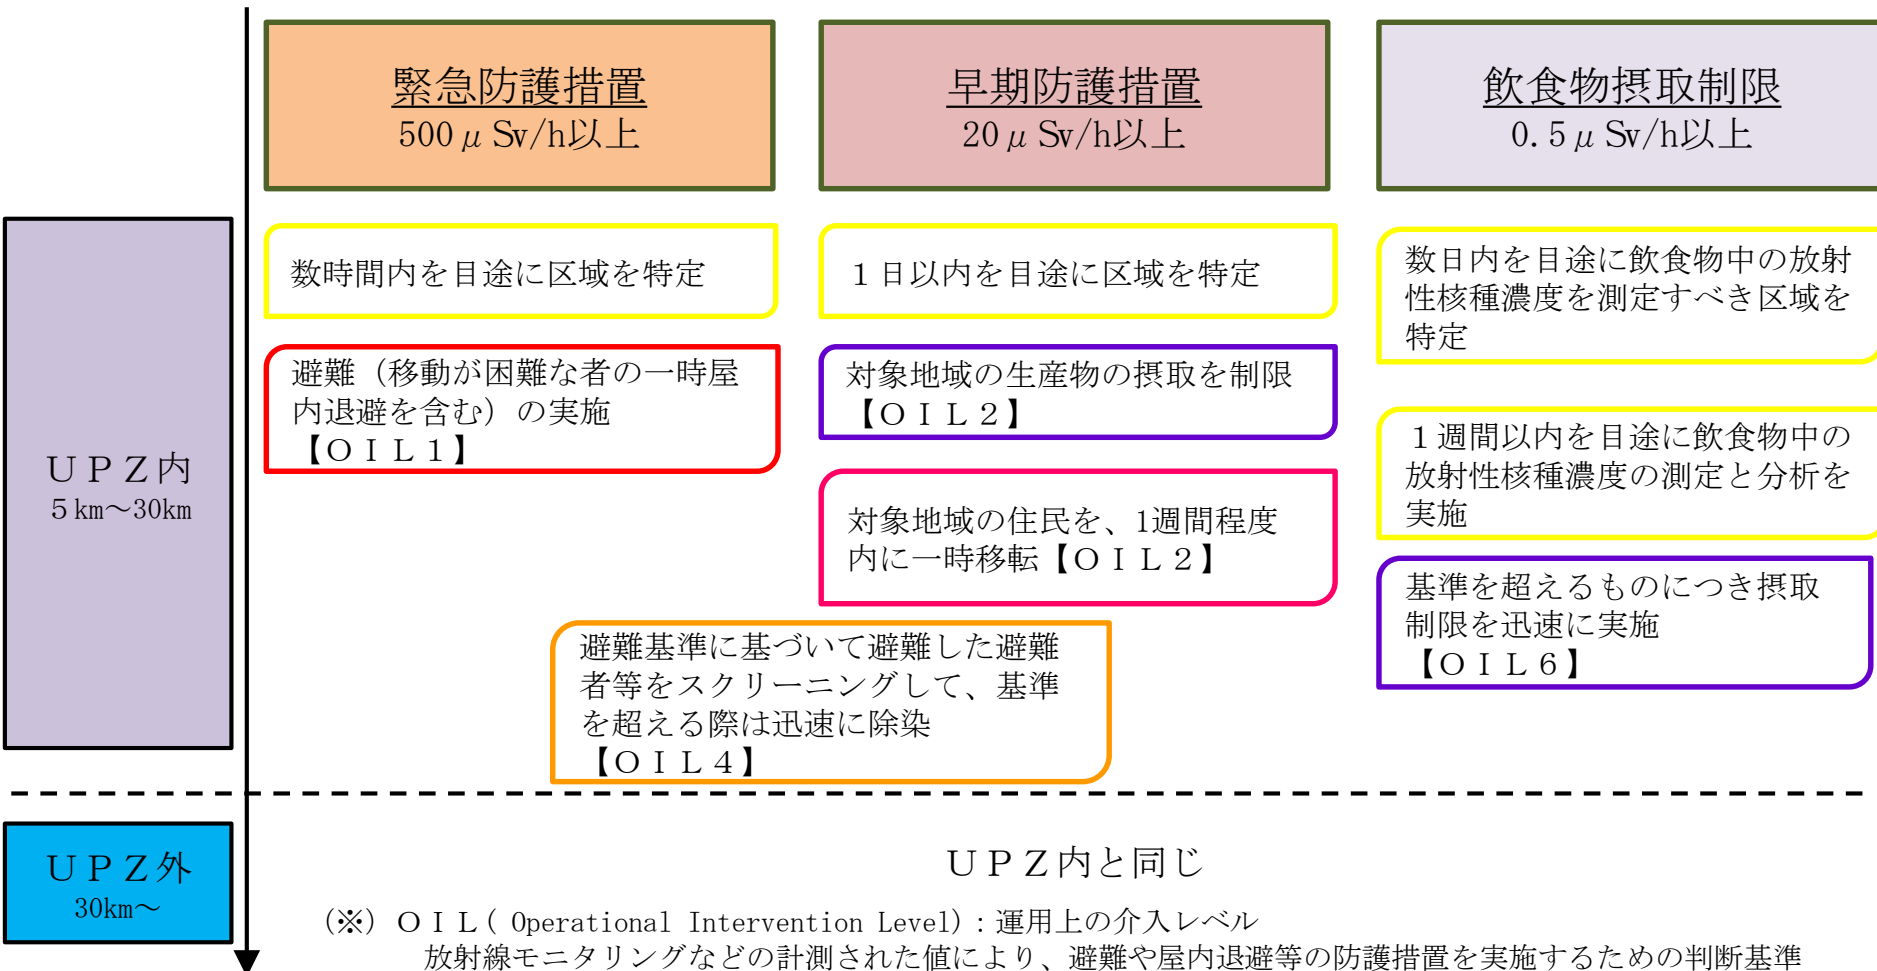 緊急防護措置
500μSv/h以上
早期防護措置
20μSv/h以上
飲食物摂取制限
0.5μSv/h以上
UPZ内
5km～30km
数時間内を目途に区域を特定
避難（移動が困難な者の一時屋
内退避を含む）の実施
【OIL1】
1日以内を目途に区域を特定
対象地域の生産物の摂取を制限
【OIL2】
対象地域の住民を、1週間程度
内に一時移転【OIL2】
避難基準に基づいて避難した避難
者等をスクリーニングして、基準
を超える際は迅速に除染
【OIL4】
数日内を目途に飲食物中の放射
性核種濃度を測定すべき区域を
特定
1週間以内を目途に飲食物中の
放射性核種濃度の測定と分析を
実施
基準を超えるものにつき摂取
制限を迅速に実施
【OIL6】
UPZ外
30km～
UPZ内と同じ
（※）OIL( Operational Intervention Level)：運用上の介入レベル
放射線モニタリングなどの計測された値により、避難や屋内退避等の防護措置を実施するための判断基準